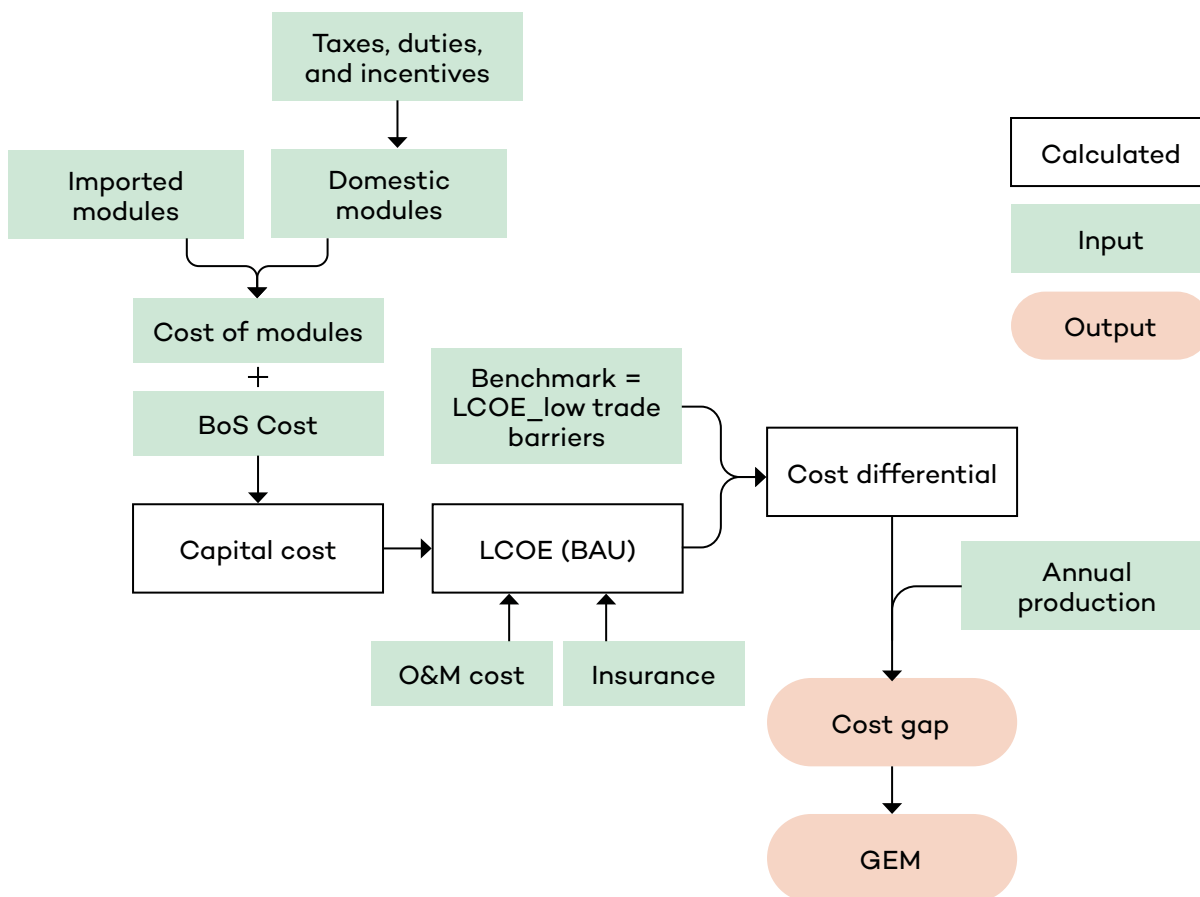 Taxes, duties,
and incentives
Imported
modules
Domestic
modules
Cost of modules
+
BoS Cost
Capital cost
Benchmark =
LCOE_low trade
barriers
LCOE (BAU)
O&M cost
Insurance
Cost differential
Annual
production
Cost gap
GEM
Calculated
Input
Output